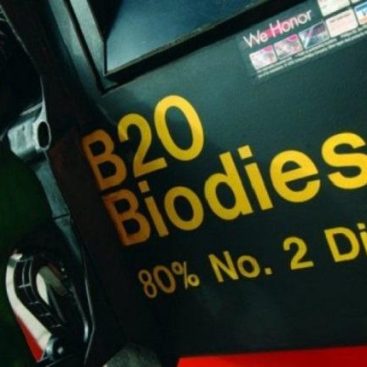 We Honor
B20
Biodies
80% No. 2 Di